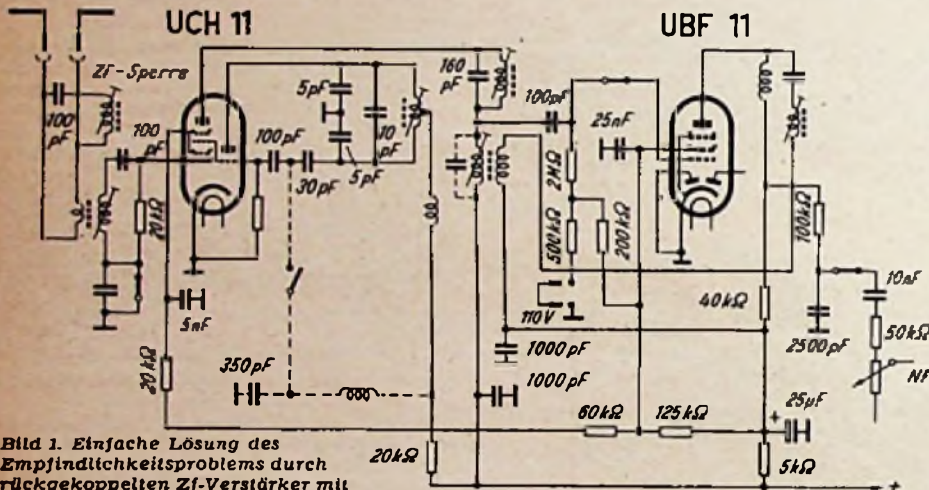 UCH 11
UBF 11
Zf-Sperre
100 pF
100 pF
20kΩ
5nF
20kΩ
100pF
30pF
5pF
5pF
10 pF
350pF
20kΩ
160 pF
100pF
25nF
2MΩ
500kΩ
200kΩ
110V
1000pF
1000pF
60kΩ
125kΩ
40kΩ
100kΩ
2500pF
10nF
50kΩ
NF
+
25µF
5kΩ
+
Bild 1. Einfache Lösung des
Empfindlichkeitsproblems durch
rückgekoppelten Zf-Verstärker mit